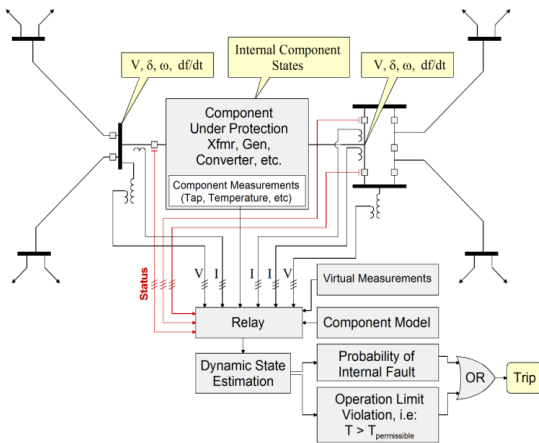 Internal Component
States
V, δ, ω, df/dt
V, δ, ω, df/dt
Component
Under Protection
Xfmr, Gen,
Converter, etc.
Component Measurements
(Tap, Temperature, etc)
Status
V
I
I
V
Virtual Measurements
Relay
Component Model
Dynamic State
Estimation
Probability of
Internal Fault
OR
Trip
Operation Limit
Violation, i.e:
T > Tpermissible